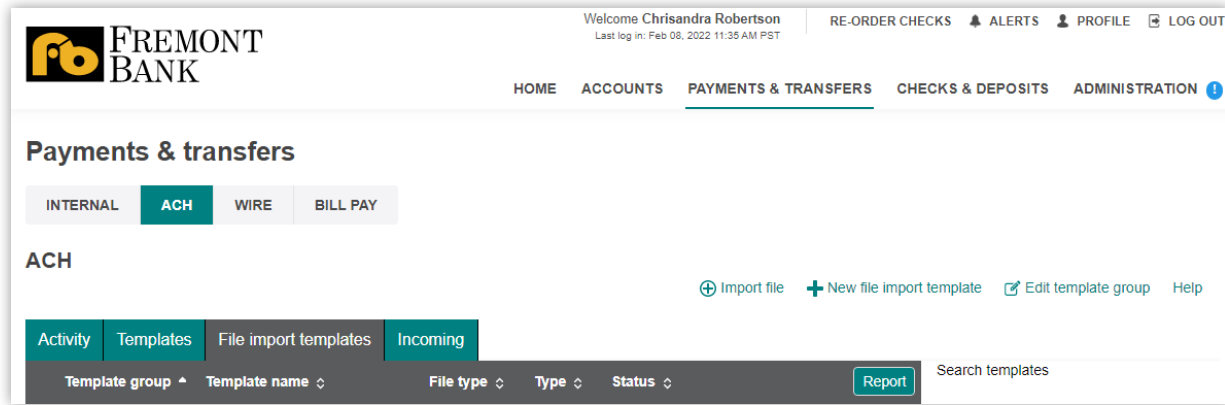 fb FREMONT BANK
Welcome Chrisandra Robertson
Last log in: Feb 08, 2022 11:35 AM PST
RE-ORDER CHECKS ALERTS PROFILE LOG OUT
HOME ACCOUNTS PAYMENTS & TRANSFERS CHECKS & DEPOSITS ADMINISTRATION !
Payments & transfers
INTERNAL ACH WIRE BILL PAY
ACH
Import file New file import template Edit template group Help
Activity Templates File import templates Incoming
Template group Template name File type Type Status Report Search templates